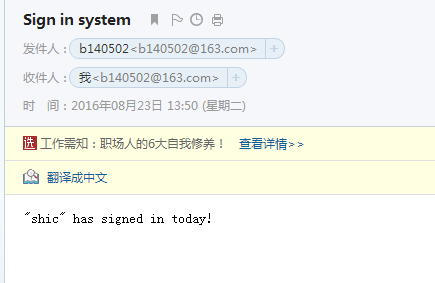 Sign in system
发件人：b140502<b140502@163.com> +
收件人：我<b140502@163.com> +
时 间：2016年08月23日 13:50 (星期二)
选 工作需知：职场人的6大自我修养！ 查看详情>>
翻译成中文
"shic" has signed in today!